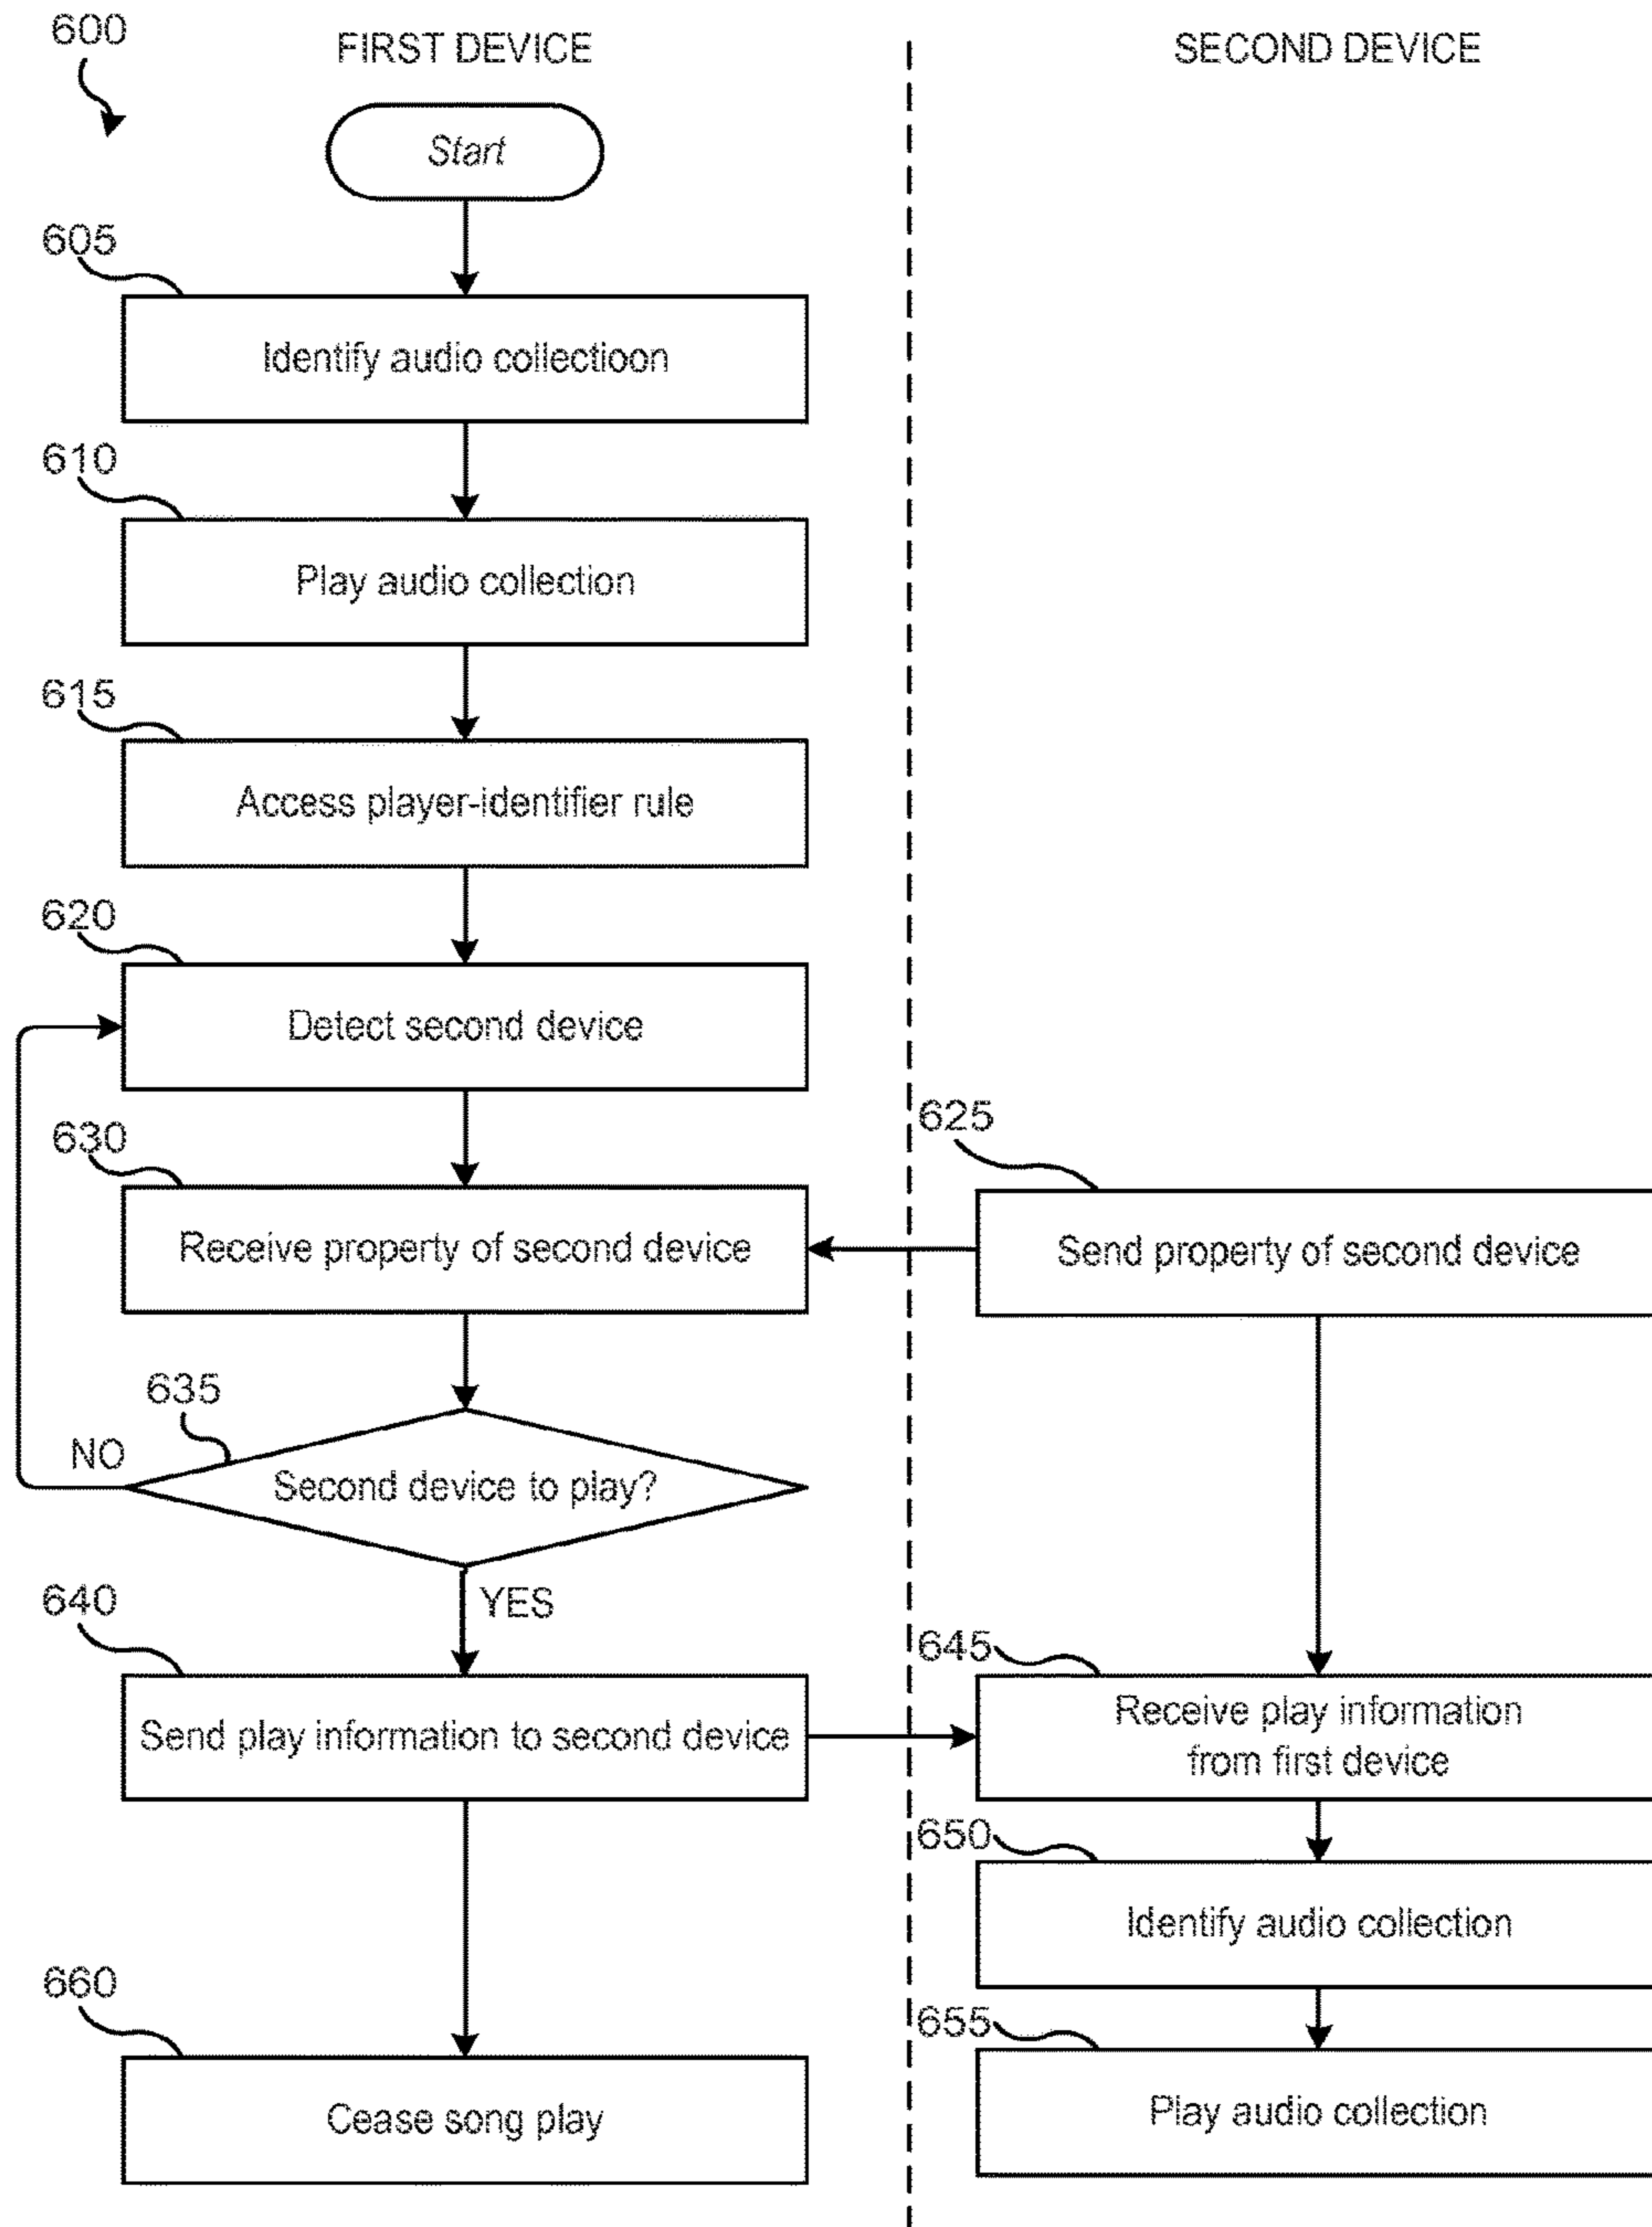 600
FIRST DEVICE
SECOND DEVICE
Start
605
Identify audio collectioon
610
Play audio collection
615
Access player-identifier rule
620
Detect second device
625
630
Receive property of second device
Send property of second device
635
NO
Second device to play?
YES
640
645
Send play information to second device
Receive play information
from first device
650
Identify audio collection
660
655
Cease song play
Play audio collection